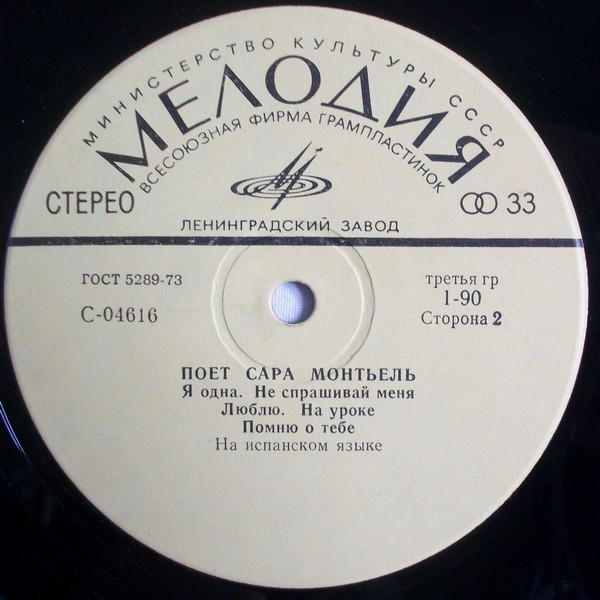 МИНИСТЕРСТВО КУЛЬТУРЫ СССР
МЕЛОДИЯ
ВСЕСОЮЗНАЯ ФИРМА ГРАМПЛАСТИНОК
СТЕРЕО
33
ЛЕНИНГРАДСКИЙ ЗАВОД
ГОСТ 5289-73
третья гр
1-90
С-04616
Сторона 2
ПОЕТ САРА МОНТЬЕЛЬ
Я одна. Не спрашивай меня
Люблю. На уроке
Помню о тебе
На испанском языке